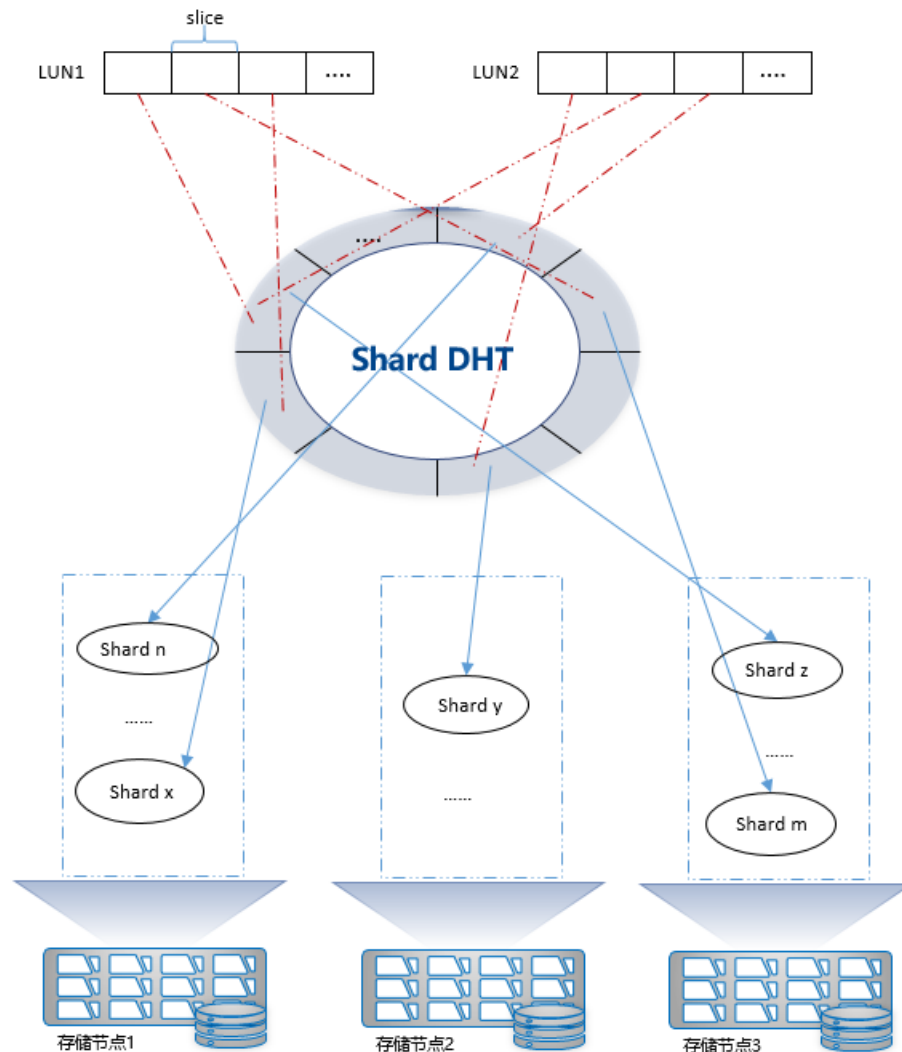 slice
LUN1
....
LUN2
....
....
Shard DHT
Shard n
......
Shard x
Shard y
......
Shard z
......
Shard m
存储节点1
存储节点2
存储节点3